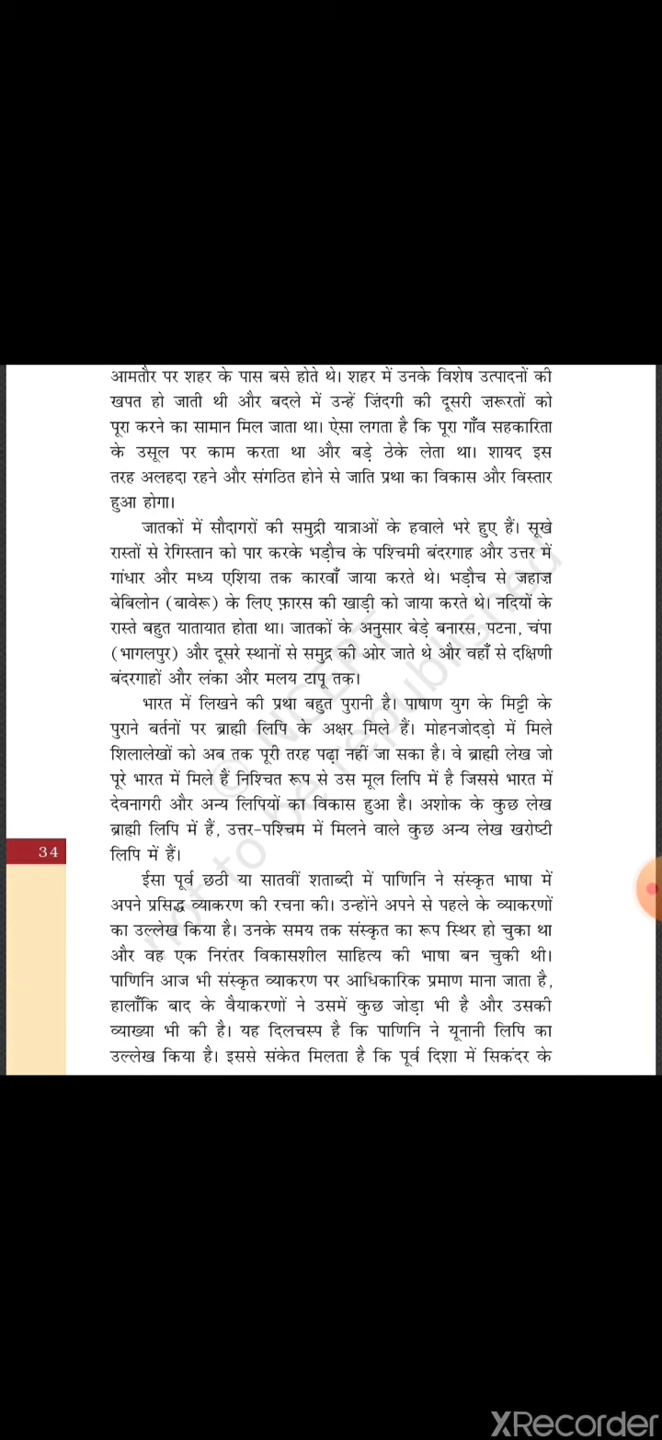 आमतौर पर शहर के पास बसे होते थे। शहर में उनके विशेष उत्पादनों की
खपत हो जाती थी और बदले में उन्हें ज़िंदगी की दूसरी ज़रूरतों को
पूरा करने का सामान मिल जाता था। ऐसा लगता है कि पूरा गाँव सहकारिता
के उसूल पर काम करता था और बड़े ठेके लेता था। शायद इस
तरह अलहदा रहने और संगठित होने से जाति प्रथा का विकास और विस्तार
हुआ होगा।
जातकों में सौदागरों की समुद्री यात्राओं के हवाले भरे हुए हैं। सूखे
रास्तों से रेगिस्तान को पार करके भड़ौच के पश्चिमी बंदरगाह और उत्तर में
गांधार और मध्य एशिया तक कारवाँ जाया करते थे। भड़ौच से जहाज़
बेबिलोन (बावेरू) के लिए फ़ारस की खाड़ी को जाया करते थे। नदियों के
रास्ते बहुत यातायात होता था। जातकों के अनुसार बेड़े बनारस, पटना, चंपा
(भागलपुर) और दूसरे स्थानों से समुद्र की ओर जाते थे और वहाँ से दक्षिणी
बंदरगाहों और लंका और मलय टापू तक।
भारत में लिखने की प्रथा बहुत पुरानी है। पाषाण युग के मिट्टी के
पुराने बर्तनों पर ब्राह्मी लिपि के अक्षर मिले हैं। मोहनजोदड़ो में मिले
शिलालेखों को अब तक पूरी तरह पढ़ा नहीं जा सका है। वे ब्राह्मी लेख जो
पूरे भारत में मिले हैं निश्चित रूप से उस मूल लिपि में है जिससे भारत में
देवनागरी और अन्य लिपियों का विकास हुआ है। अशोक के कुछ लेख
ब्राह्मी लिपि में हैं, उत्तर-पश्चिम में मिलने वाले कुछ अन्य लेख खरोष्टी
34
लिपि में हैं।
ईसा पूर्व छठी या सातवीं शताब्दी में पाणिनि ने संस्कृत भाषा में
अपने प्रसिद्ध व्याकरण की रचना की। उन्होंने अपने से पहले के व्याकरणों
का उल्लेख किया है। उनके समय तक संस्कृत का रूप स्थिर हो चुका था
और वह एक निरंतर विकासशील साहित्य की भाषा बन चुकी थी।
पाणिनि आज भी संस्कृत व्याकरण पर आधिकारिक प्रमाण माना जाता है,
हालाँकि बाद के वैयाकरणों ने उसमें कुछ जोड़ा भी है और उसकी
व्याख्या भी की है। यह दिलचस्प है कि पाणिनि ने यूनानी लिपि का
उल्लेख किया है। इससे संकेत मिलता है कि पूर्व दिशा में सिकंदर के
© NCERT
not to be republished
XRecorder